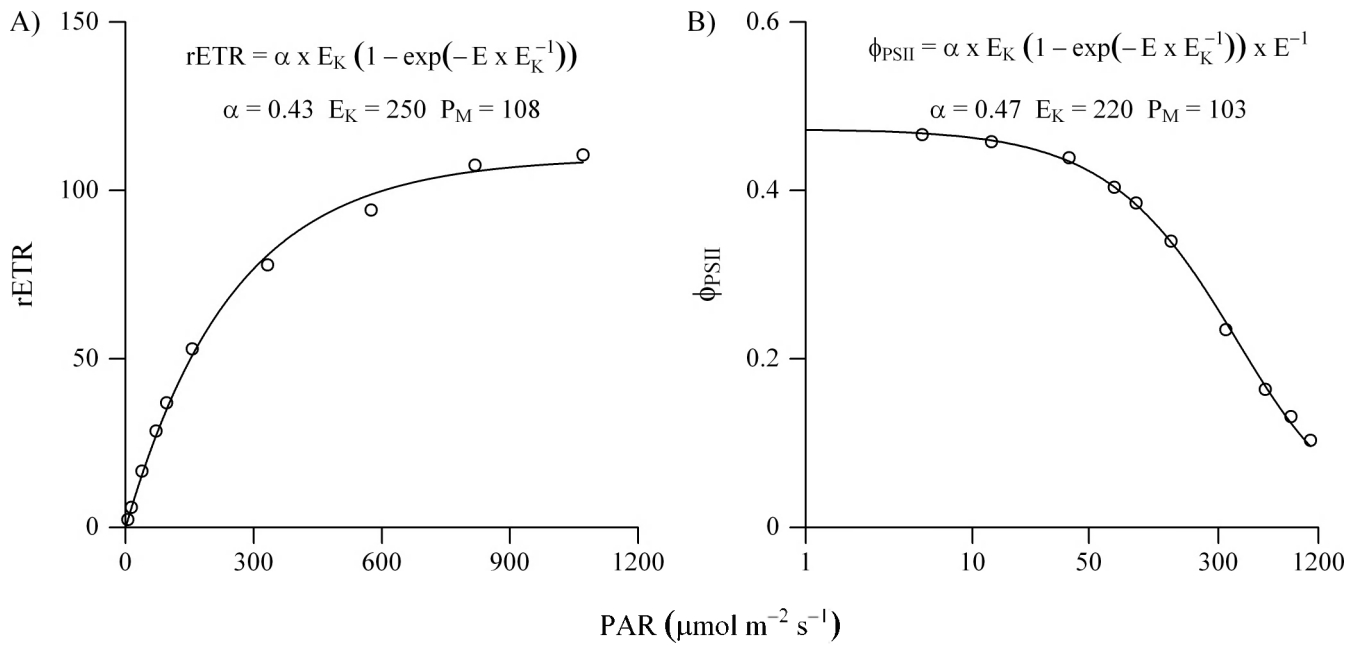 A)
rETR = α x E_K (1 – exp(– E x E_K^–1))
α = 0.43 E_K = 250 P_M = 108
150
100
50
0
rETR
0 300 600 900 1200
B)
ϕ_PSII = α x E_K (1 – exp(– E x E_K^–1)) x E^–1
α = 0.47 E_K = 220 P_M = 103
0.6
0.4
0.2
0
ϕ_PSII
1 10 50 300 1200
PAR (μmol m^–2 s^–1)